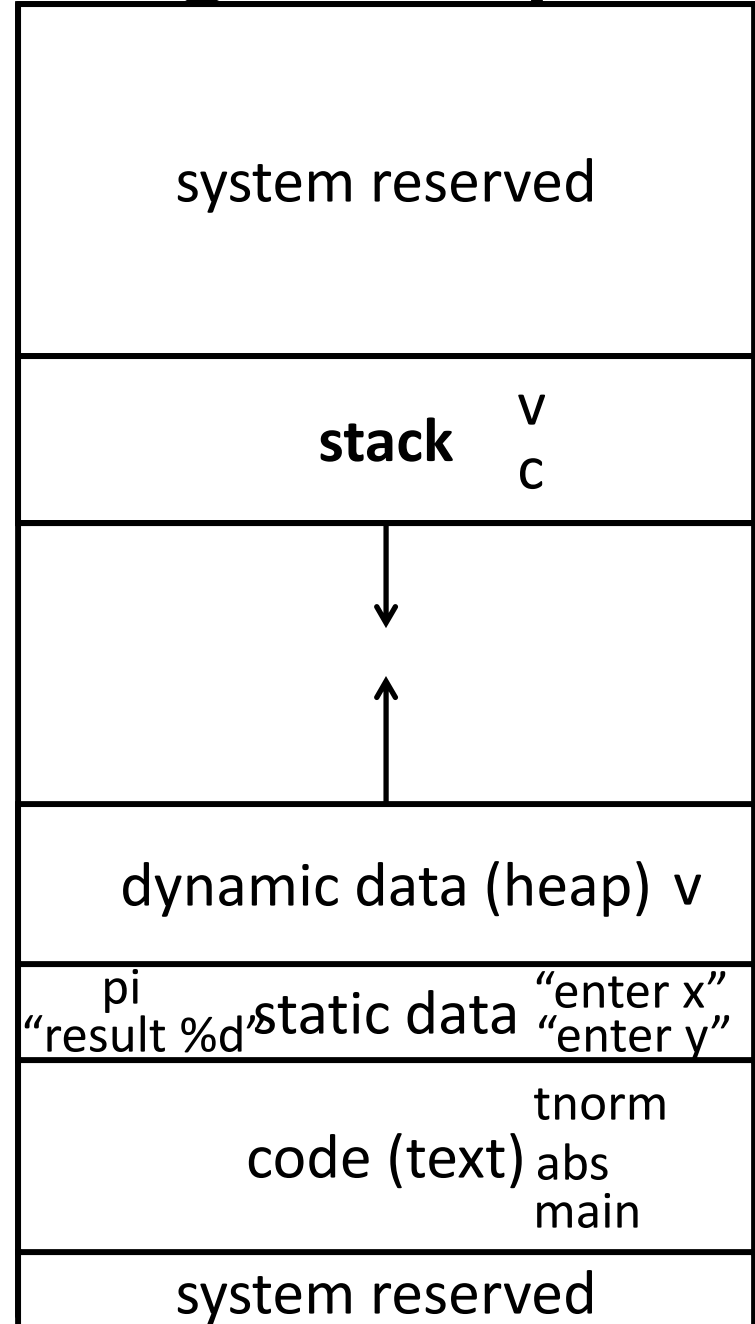 system reserved
v
stack
c
dynamic data (heap) v
pi
“result %d”
static data
“enter x”
“enter y”
tnorm
code (text) abs
main
system reserved